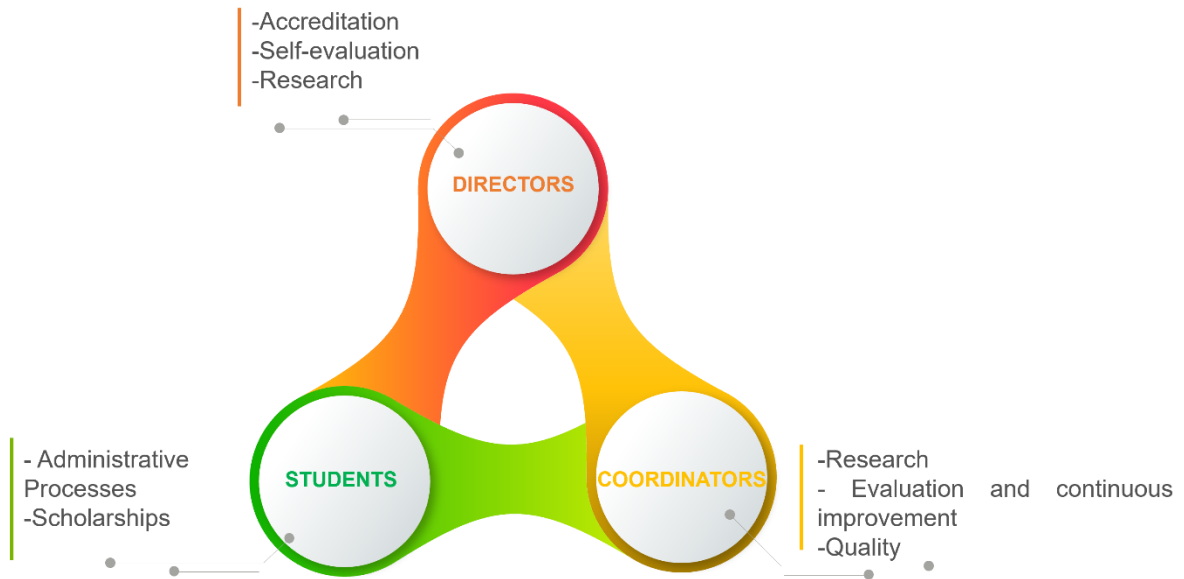 -Accreditation
-Self-evaluation
-Research
DIRECTORS
- Administrative
Processes
-Scholarships
STUDENTS
COORDINATORS
-Research
- Evaluation and continuous
improvement
-Quality